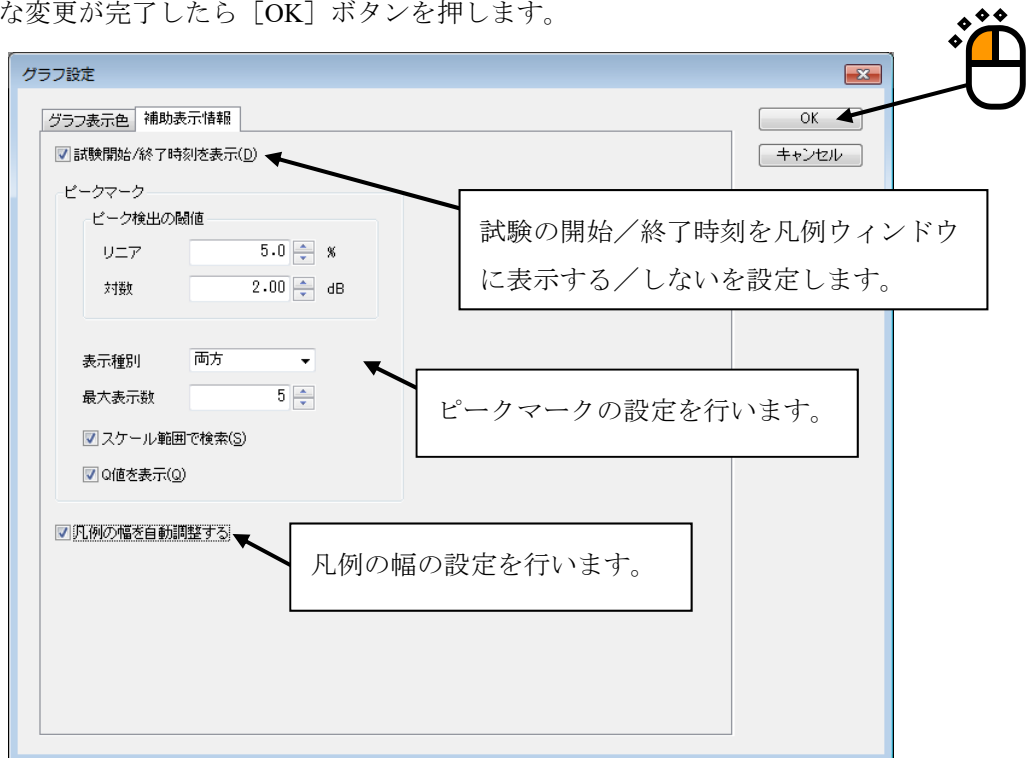 な変更が完了したら［OK］ボタンを押します。
グラフ設定
グラフ表示色 補助表示情報
OK
キャンセル
試験開始/終了時刻を表示(D)
試験の開始／終了時刻を凡例ウィンドウ
に表示する／しないを設定します。
ピークマーク
ピーク検出の閾値
リニア 5.0 %
対数 2.00 dB
表示種別 両方
最大表示数 5
ピークマークの設定を行います。
スケール範囲で検索(S)
Q値を表示(Q)
凡例の幅を自動調整する
凡例の幅の設定を行います。